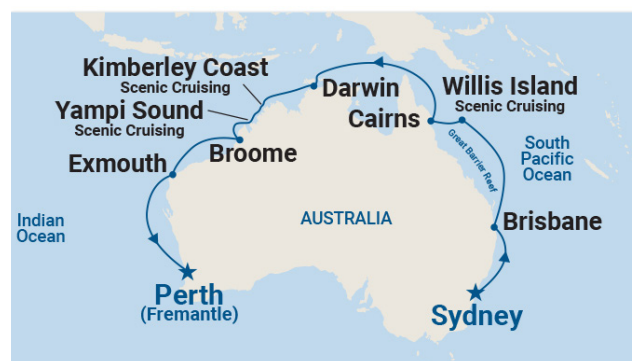 Kimberley Coast
Scenic Cruising
Yampi Sound
Scenic Cruising
Darwin
Willis Island
Scenic Cruising
Cairns
Great Barrier Reef
South
Pacific
Ocean
Exmouth
Broome
Indian
Ocean
AUSTRALIA
Brisbane
Perth
(Fremantle)
Sydney